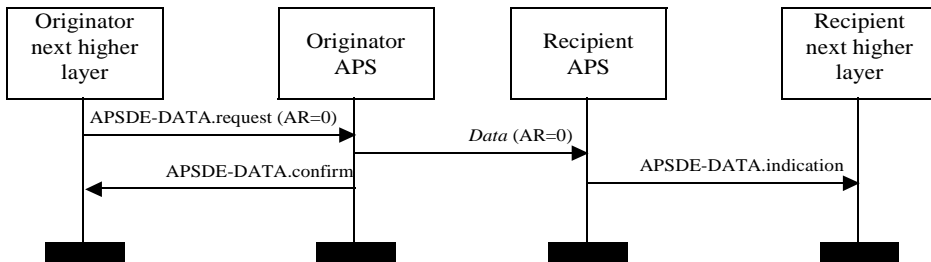 Originator
next higher
layer
Originator
APS
Recipient
APS
Recipient
next higher
layer
APSDE-DATA.request (AR=0)
Data (AR=0)
APSDE-DATA.confirm
APSDE-DATA.indication